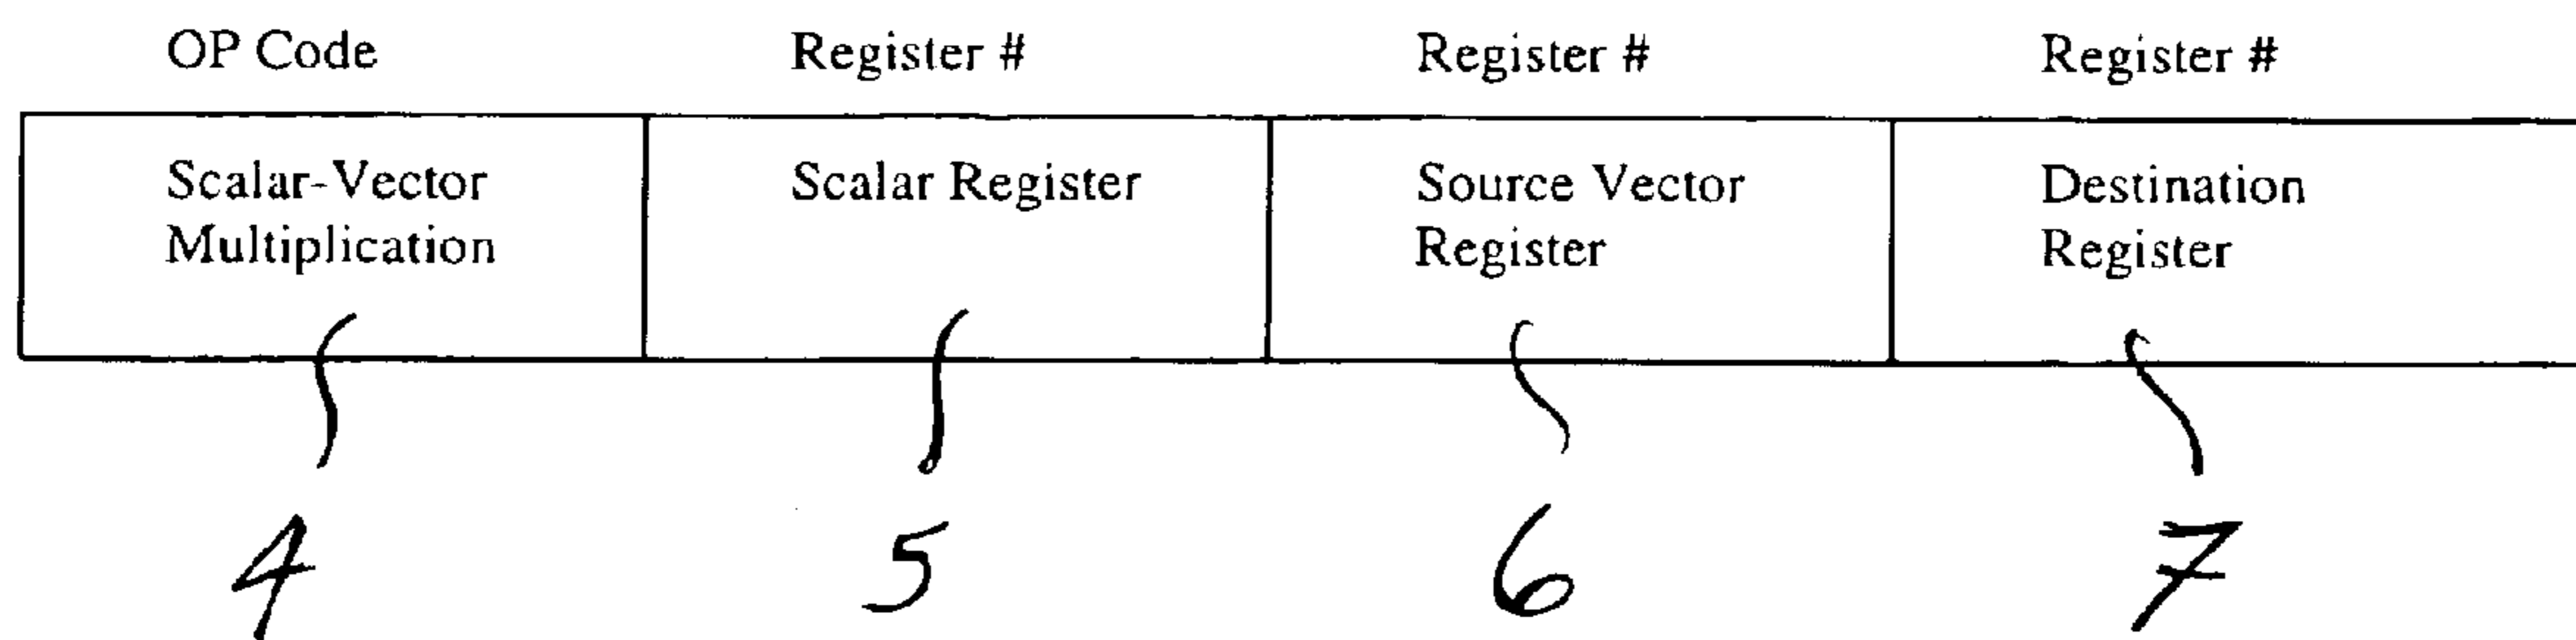 OP Code Register # Register # Register #
Scalar-Vector Scalar Register Source Vector Destination
Multiplication Register Register
4 5 6 7